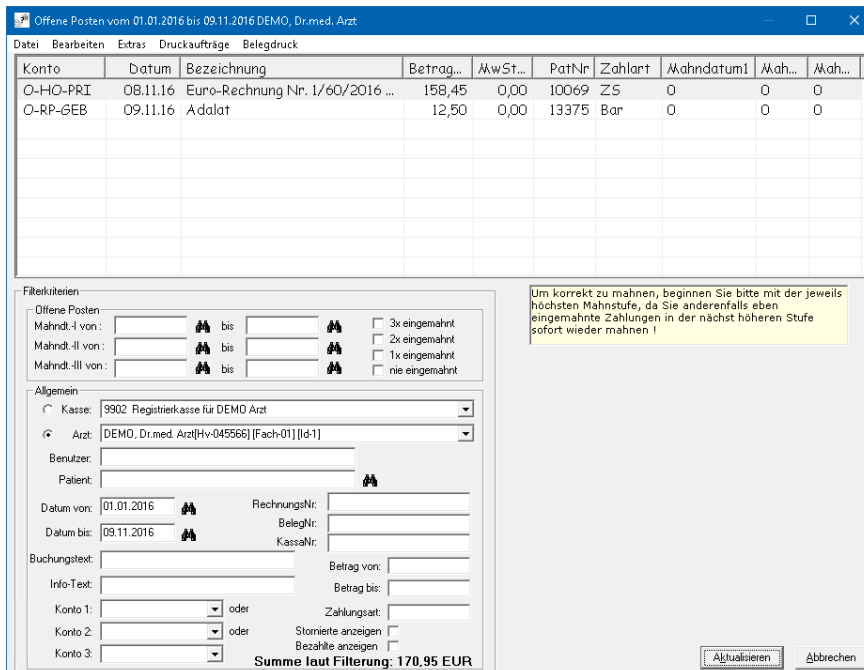 Offene Posten vom 01.01.2016 bis 09.11.2016 DEMO, Dr.med. Arzt
Datei Bearbeiten Extras Druckaufträge Belegdruck
Konto Datum Bezeichnung Betrag... MwSt... PatNr Zahlart Mahndatum1 Mah... Mah...
O-HO-PRI 08.11.16 Euro-Rechnung Nr. 1/60/2016 ... 158,45 0,00 10069 ZS 0 0 0
O-RP-GEB 09.11.16 Adalat 12,50 0,00 13375 Bar 0 0 0
Filterkriterien
Offene Posten
Mahndt.-I von : bis 3x eingemahnt
Mahndt.-II von : bis 2x eingemahnt
1x eingemahnt
Mahndt.-III von : bis nie eingemahnt
Um korrekt zu mahnen, beginnen Sie bitte mit der jeweils
höchsten Mahnstufe, da Sie anderenfalls eben
eingemahnte Zahlungen in der nächst höheren Stufe
sofort wieder mahnen !
Allgemein
Kasse: 9902 Registrierkasse für DEMO Arzt
Arzt: DEMO, Dr.med. Arzt[Hv-045566] [Fach-01] [Id-1]
Benutzer:
Patient:
Datum von: 01.01.2016 RechnungsNr:
BelegNr:
Datum bis: 09.11.2016 KassaNr:
Buchungstext: Betrag von:
Info-Text: Betrag bis:
Konto 1: oder Zahlungsart:
Konto 2: oder Stornierte anzeigen
Bezahlte anzeigen
Konto 3: Summe laut Filterung: 170,95 EUR
Aktualisieren Abbrechen